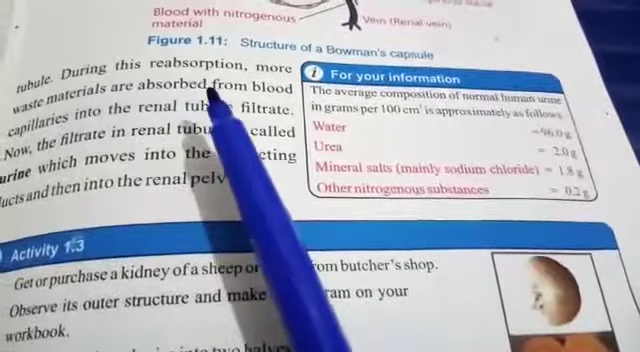 Blood with nitrogenous
material
Vein (Renal vein)
Figure 1.11: Structure of a Bowman's capsule
tubule. During this reabsorption, more
waste materials are absorbed from blood
capillaries into the renal filtrate.
Now, the filtrate in renal called
urine which moves into the
and then into the renal
i For your information
The average composition of normal human urine
in grams per 100 cm³ is approximately as follows
Water = 96.0 g
Urea = 2.0 g
Mineral salts (mainly sodium chloride) = 1.8 g
Other nitrogenous substances = 0.2 g
Activity 1.3
Get or purchase a kidney of a sheep or from butcher's shop.
Observe its outer structure and make on your
workbook.
into two halves